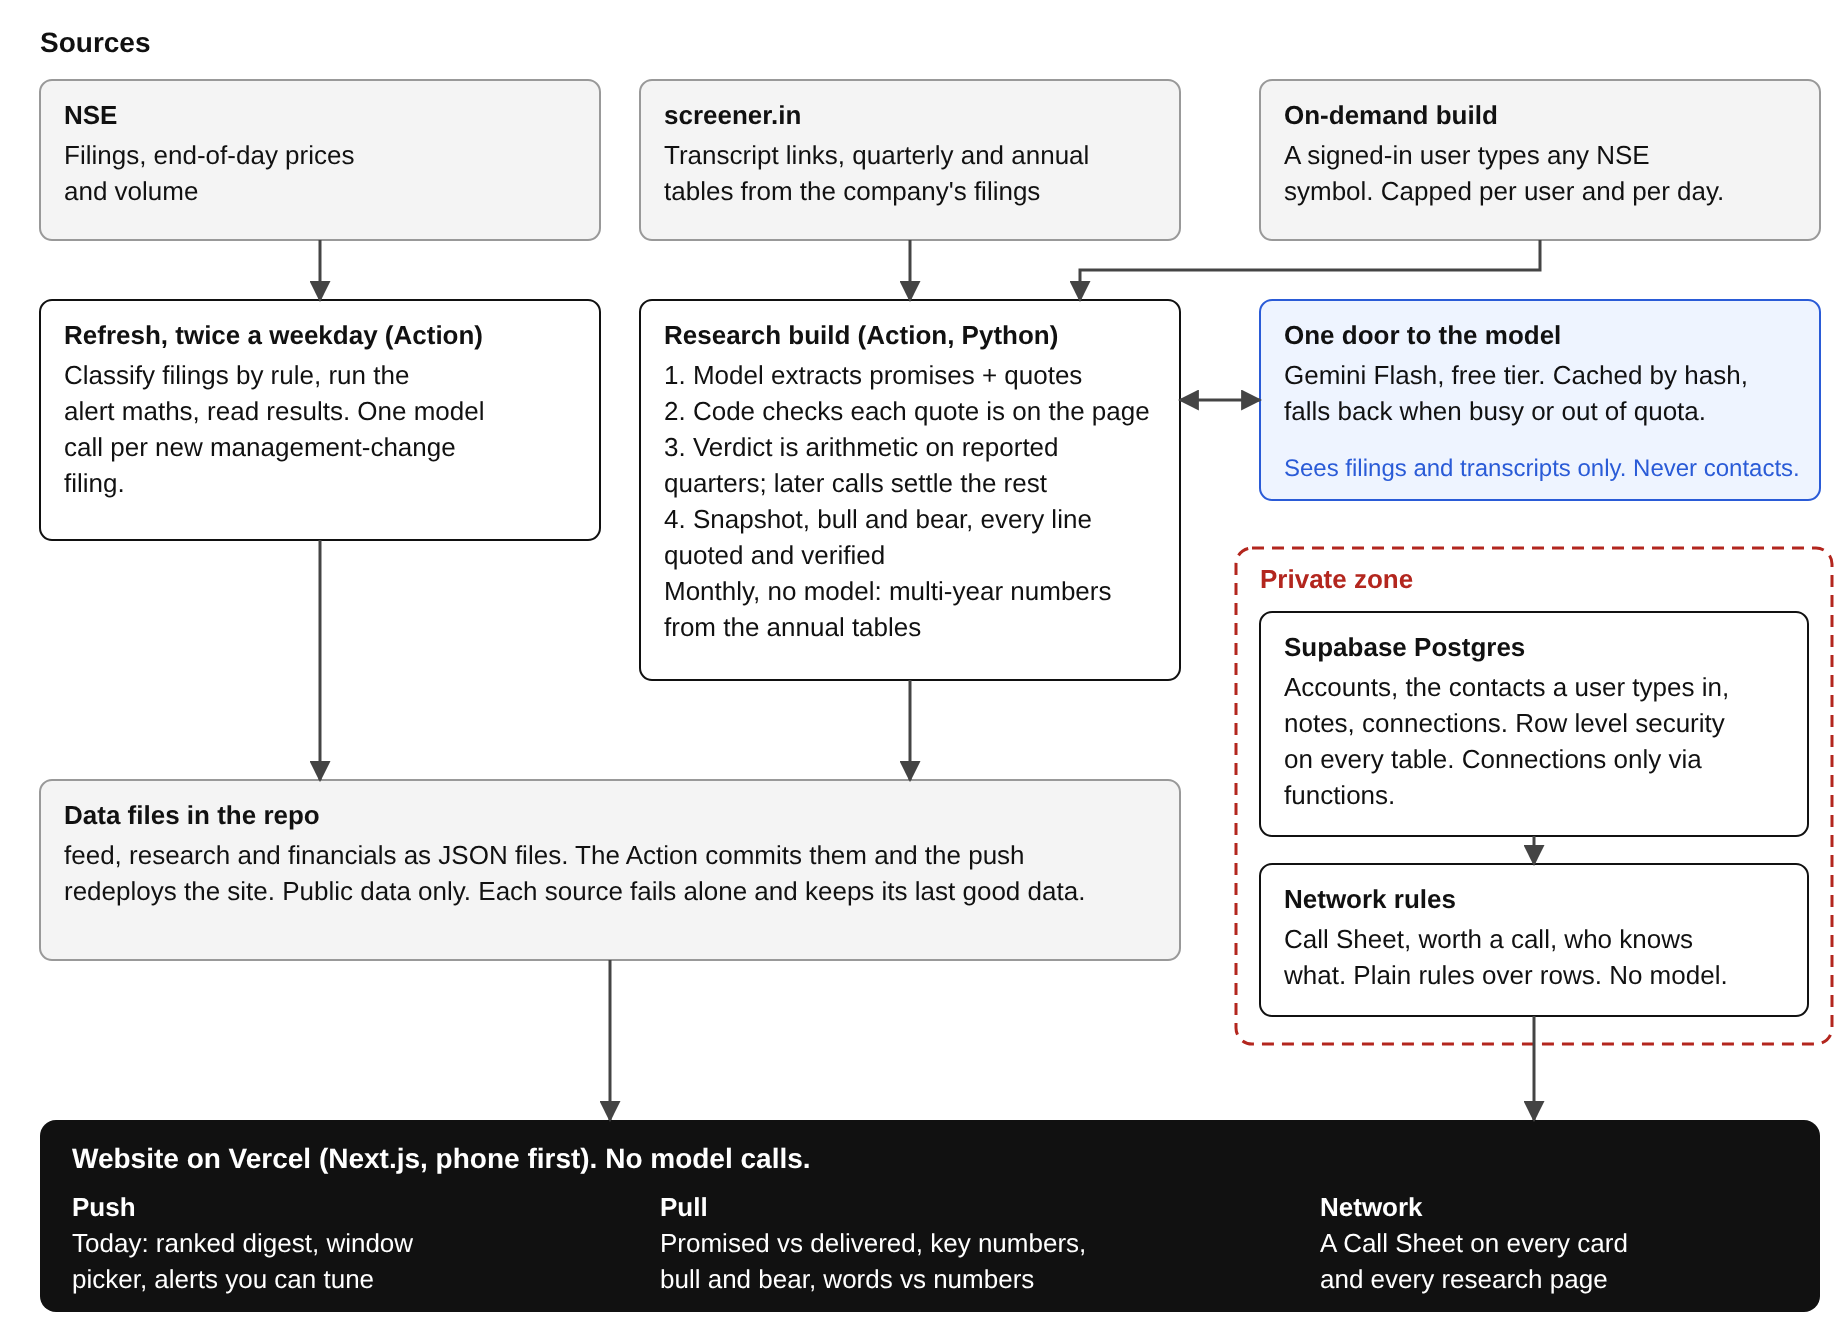 Sources
NSE
Filings, end-of-day prices
and volume
screener.in
Transcript links, quarterly and annual
tables from the company's filings
On-demand build
A signed-in user types any NSE
symbol. Capped per user and per day.
Refresh, twice a weekday (Action)
Classify filings by rule, run the
alert maths, read results. One model
call per new management-change
filing.
Research build (Action, Python)
1. Model extracts promises + quotes
2. Code checks each quote is on the page
3. Verdict is arithmetic on reported
quarters; later calls settle the rest
4. Snapshot, bull and bear, every line
quoted and verified
Monthly, no model: multi-year numbers
from the annual tables
One door to the model
Gemini Flash, free tier. Cached by hash,
falls back when busy or out of quota.
Sees filings and transcripts only. Never contacts.
Private zone
Supabase Postgres
Accounts, the contacts a user types in,
notes, connections. Row level security
on every table. Connections only via
functions.
Network rules
Call Sheet, worth a call, who knows
what. Plain rules over rows. No model.
Data files in the repo
feed, research and financials as JSON files. The Action commits them and the push
redeploys the site. Public data only. Each source fails alone and keeps its last good data.
Website on Vercel (Next.js, phone first). No model calls.
Push
Today: ranked digest, window
picker, alerts you can tune
Pull
Promised vs delivered, key numbers,
bull and bear, words vs numbers
Network
A Call Sheet on every card
and every research page